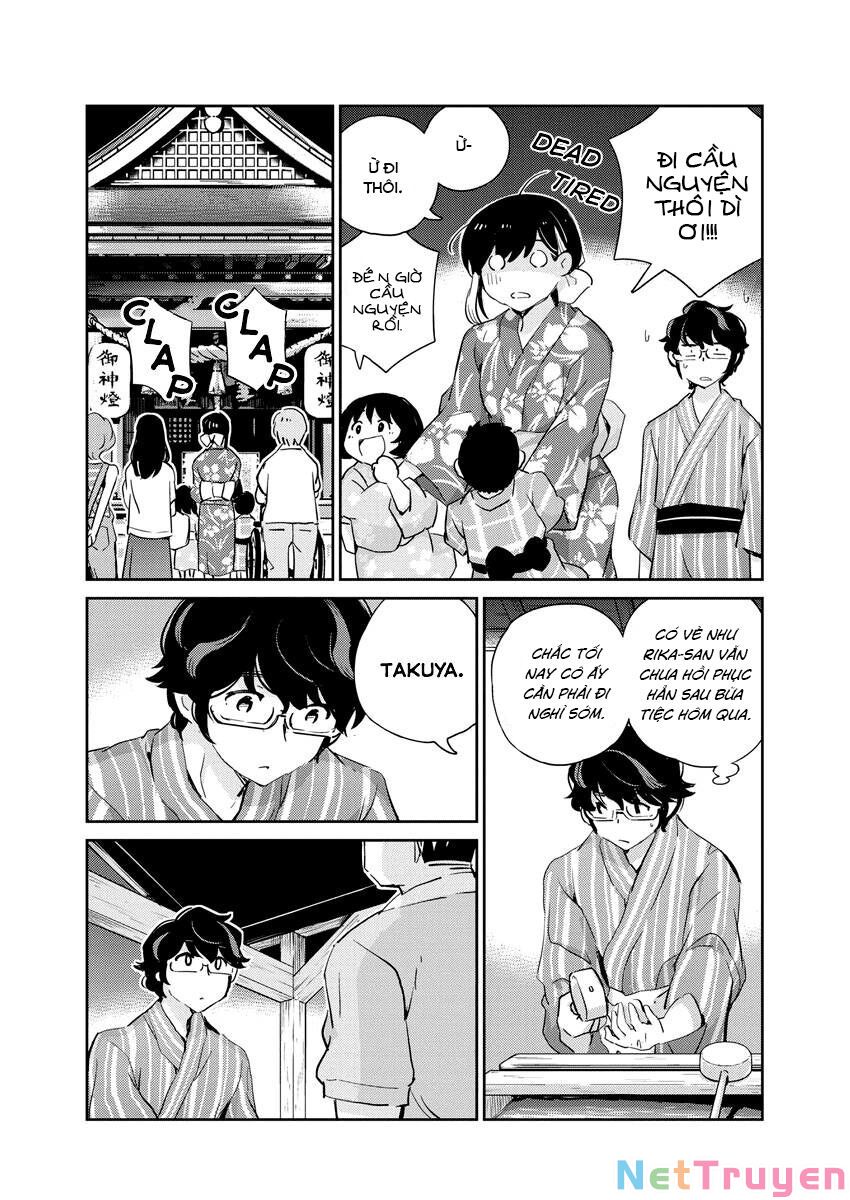 ĐI CẦU
NGUYỆN
THÔI DÌ
ƠI!!!
DEAD
TIRED
Ừ-
Ừ ĐI
THÔI.
ĐẾN GIỜ
CẦU
NGUYỆN
RỒI.
CLAP
CLAP
御神燈
御神燈
CÓ VẺ NHƯ
RIKA-SAN VẪN
CHƯA HỒI PHỤC
HẲN SAU BỮA
TIỆC HÔM QUA.
CHẮC TỐI
NAY CÔ ẤY
CẦN PHẢI ĐI
NGHỈ SỚM.
TAKUYA.
NetTruyen